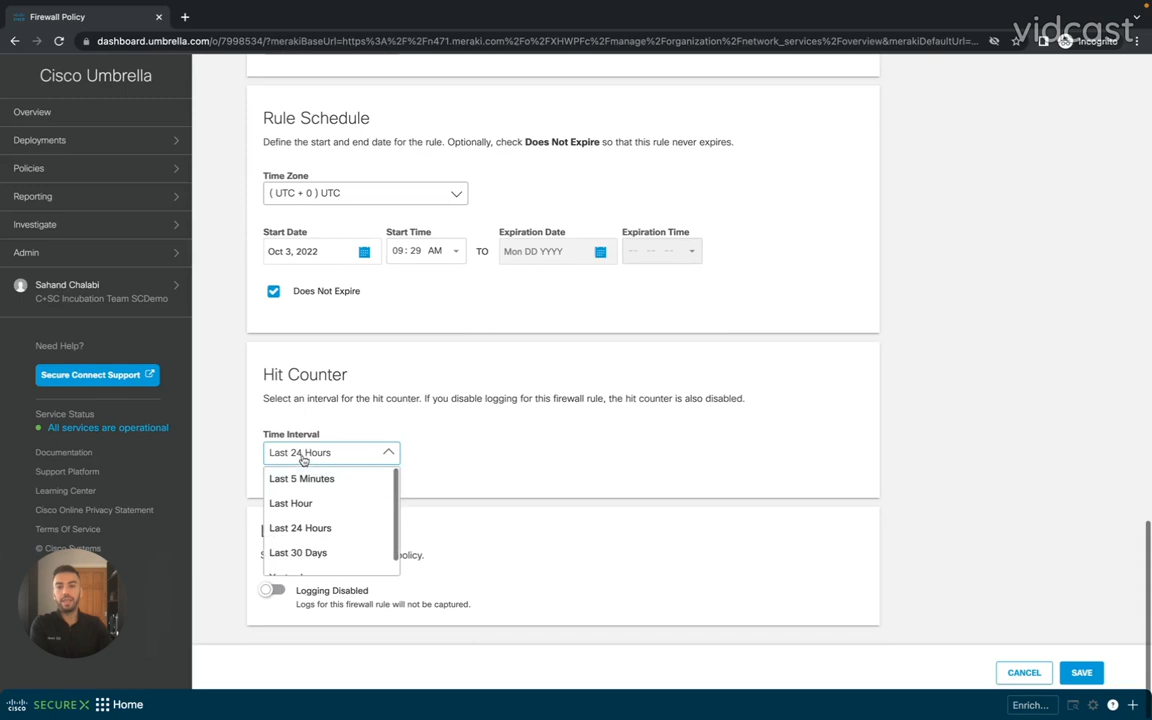 Firewall Policy
vidcast
dashboard.umbrella.com/o/7998534/?merakiBaseUrl=https%3A%2F%2Fn471.meraki.com%2Fo%2FXHWPFc%2Fmanage%2Forganization%2Fnetwork_services%2Foverview&merakiDefaultUrl=...
Incognito
Cisco Umbrella
Overview
Deployments
Policies
Reporting
Investigate
Admin
Sahand Chalabi
C+SC Incubation Team SCDemo
Need Help?
Secure Connect Support
Service Status
All services are operational
Documentation
Support Platform
Learning Center
Cisco Online Privacy Statement
Terms Of Service
© Cisco Systems
Rule Schedule
Define the start and end date for the rule. Optionally, check Does Not Expire so that this rule never expires.
Time Zone
( UTC + 0 ) UTC
Start Date
Start Time
Expiration Date
Expiration Time
Oct 3, 2022
09 : 29 AM
TO
Mon DD YYYY
-- -- --
Does Not Expire
Hit Counter
Select an interval for the hit counter. If you disable logging for this firewall rule, the hit counter is also disabled.
Time Interval
Last 24 Hours
Last 5 Minutes
Last Hour
Last 24 Hours
Last 30 Days
policy.
Logging Disabled
Logs for this firewall rule will not be captured.
CANCEL
SAVE
cisco SECUREX Home
Enrich...